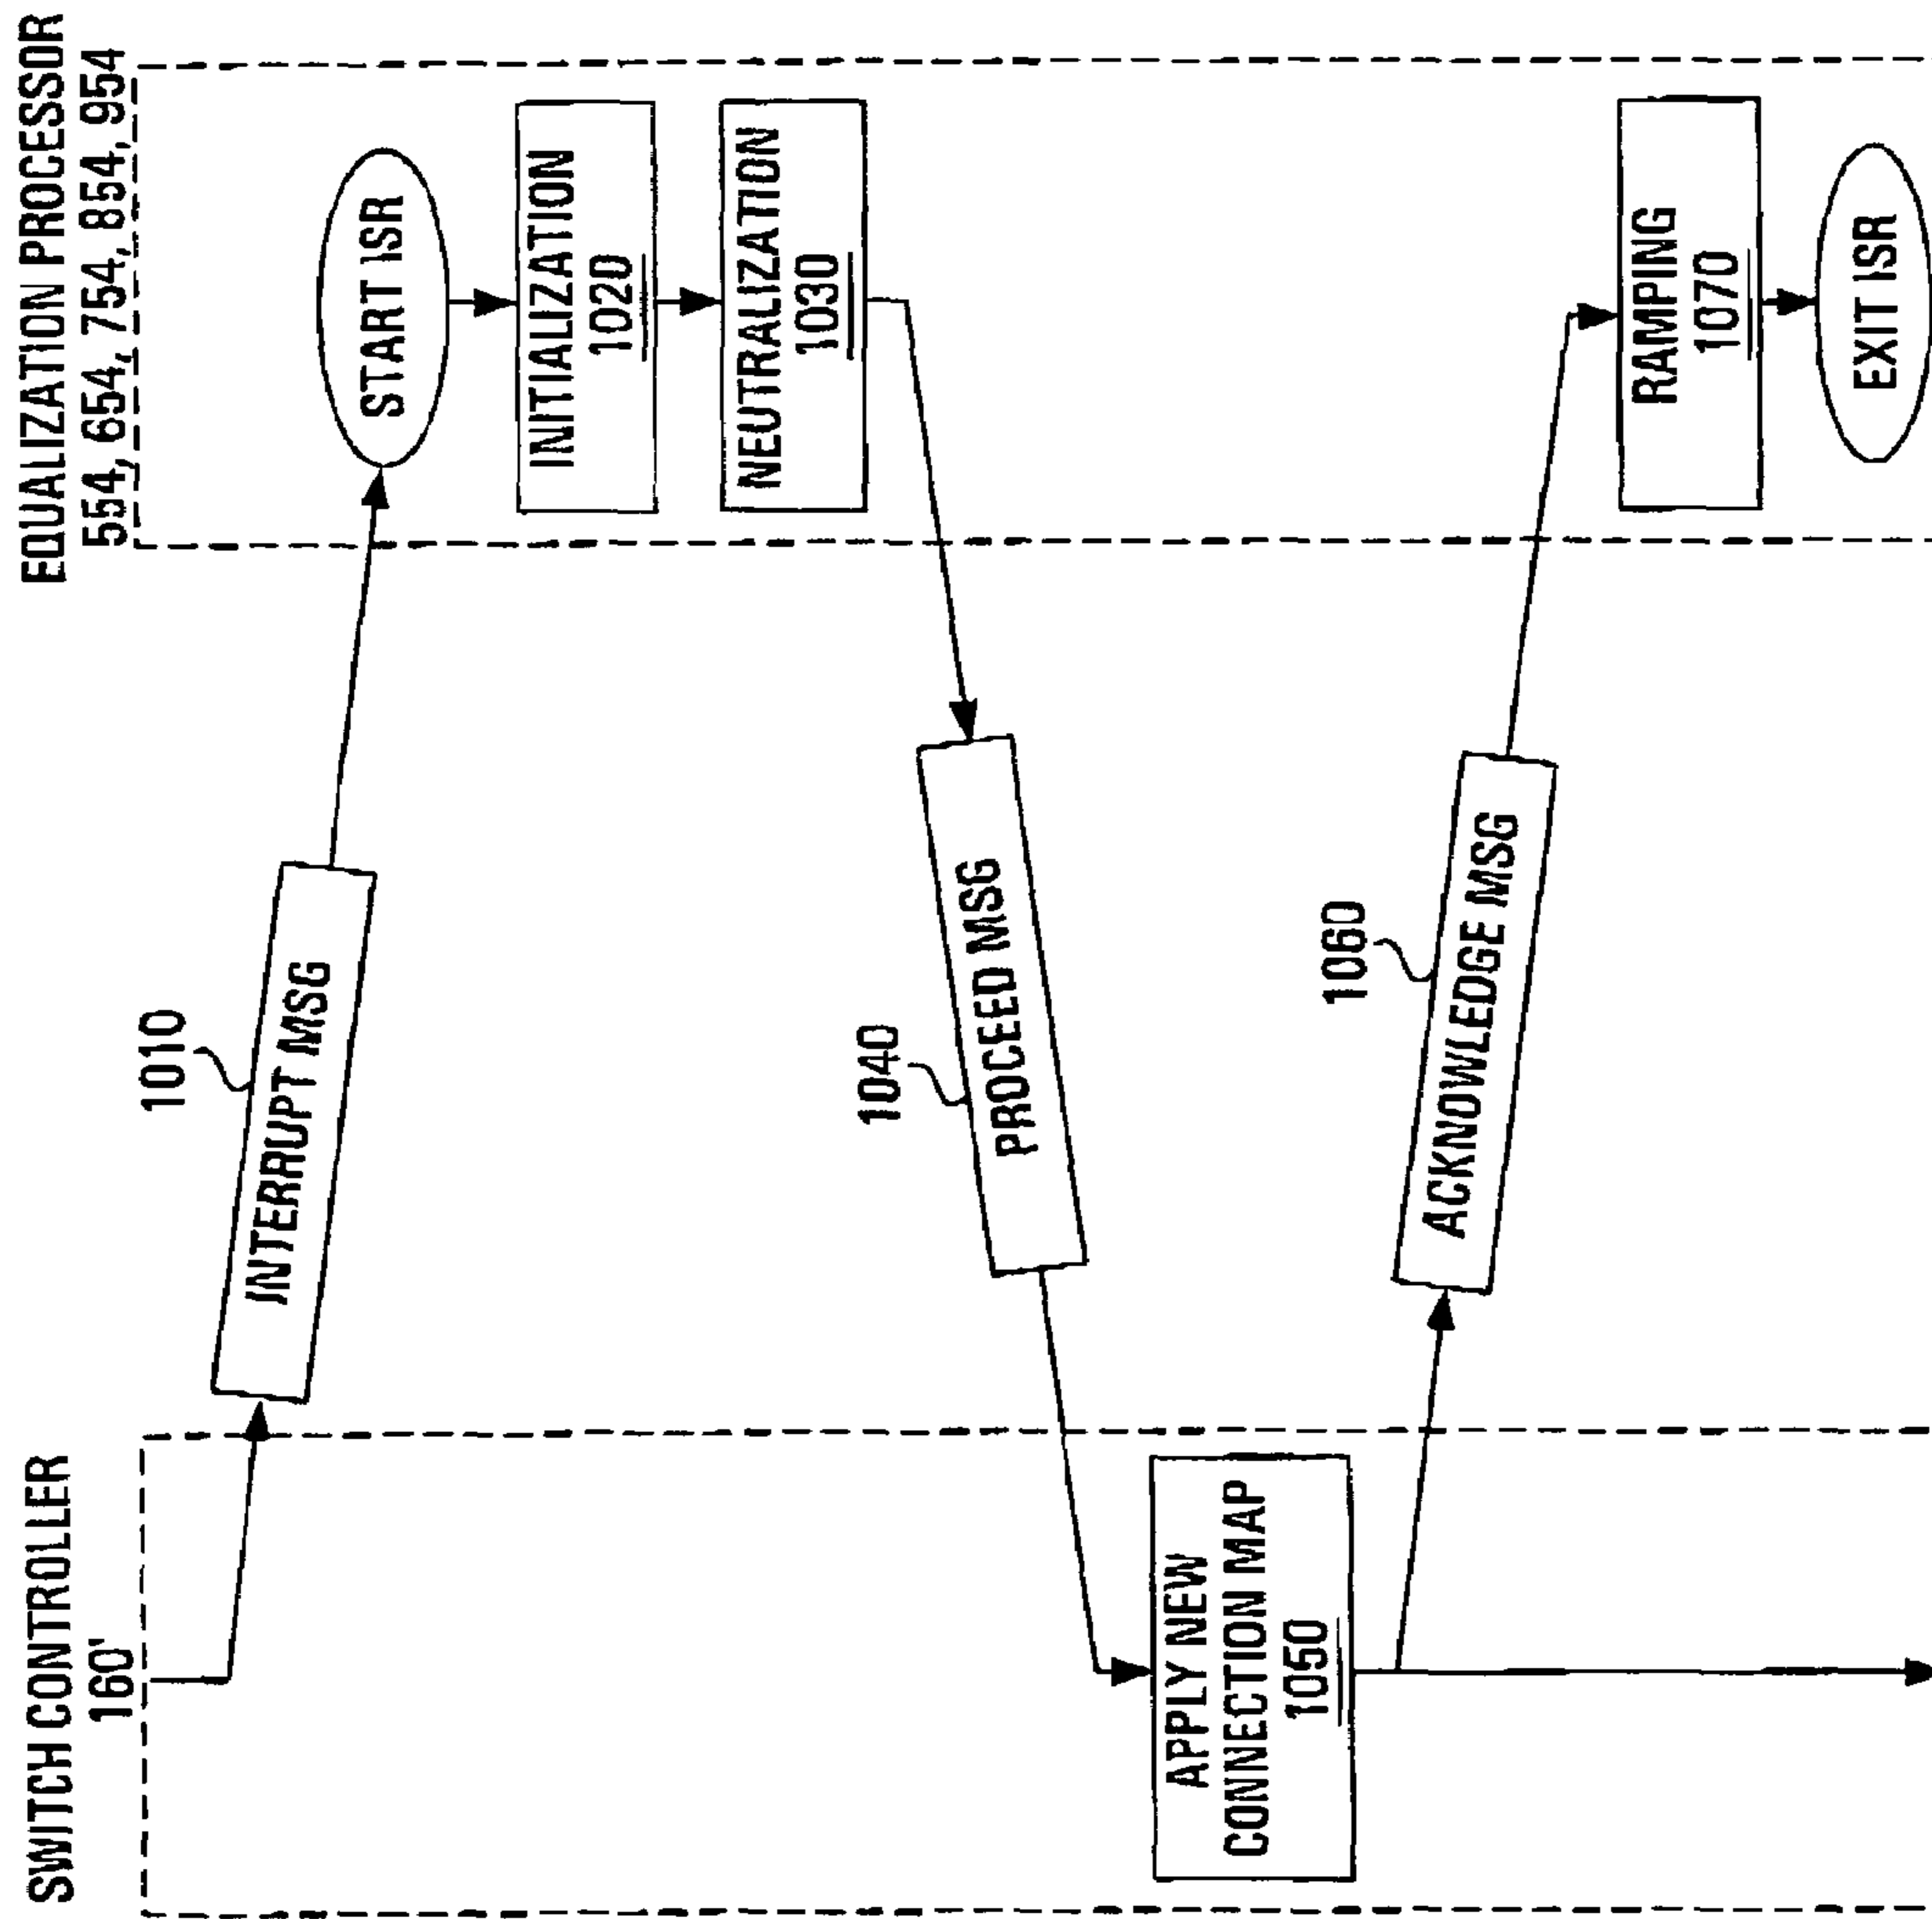 SWITCH CONTROLLER
160'
EQUALIZATION PROCESSOR
554, 654, 754, 854, 954
1010
INTERRUPT MSG
START ISR
INITIALIZATION
1020
NEUTRALIZATION
1030
1040
PROCEED MSG
APPLY NEW
CONNECTION MAP
1050
1060
ACKNOWLEDGE MSG
RAMPING
1070
EXIT ISR